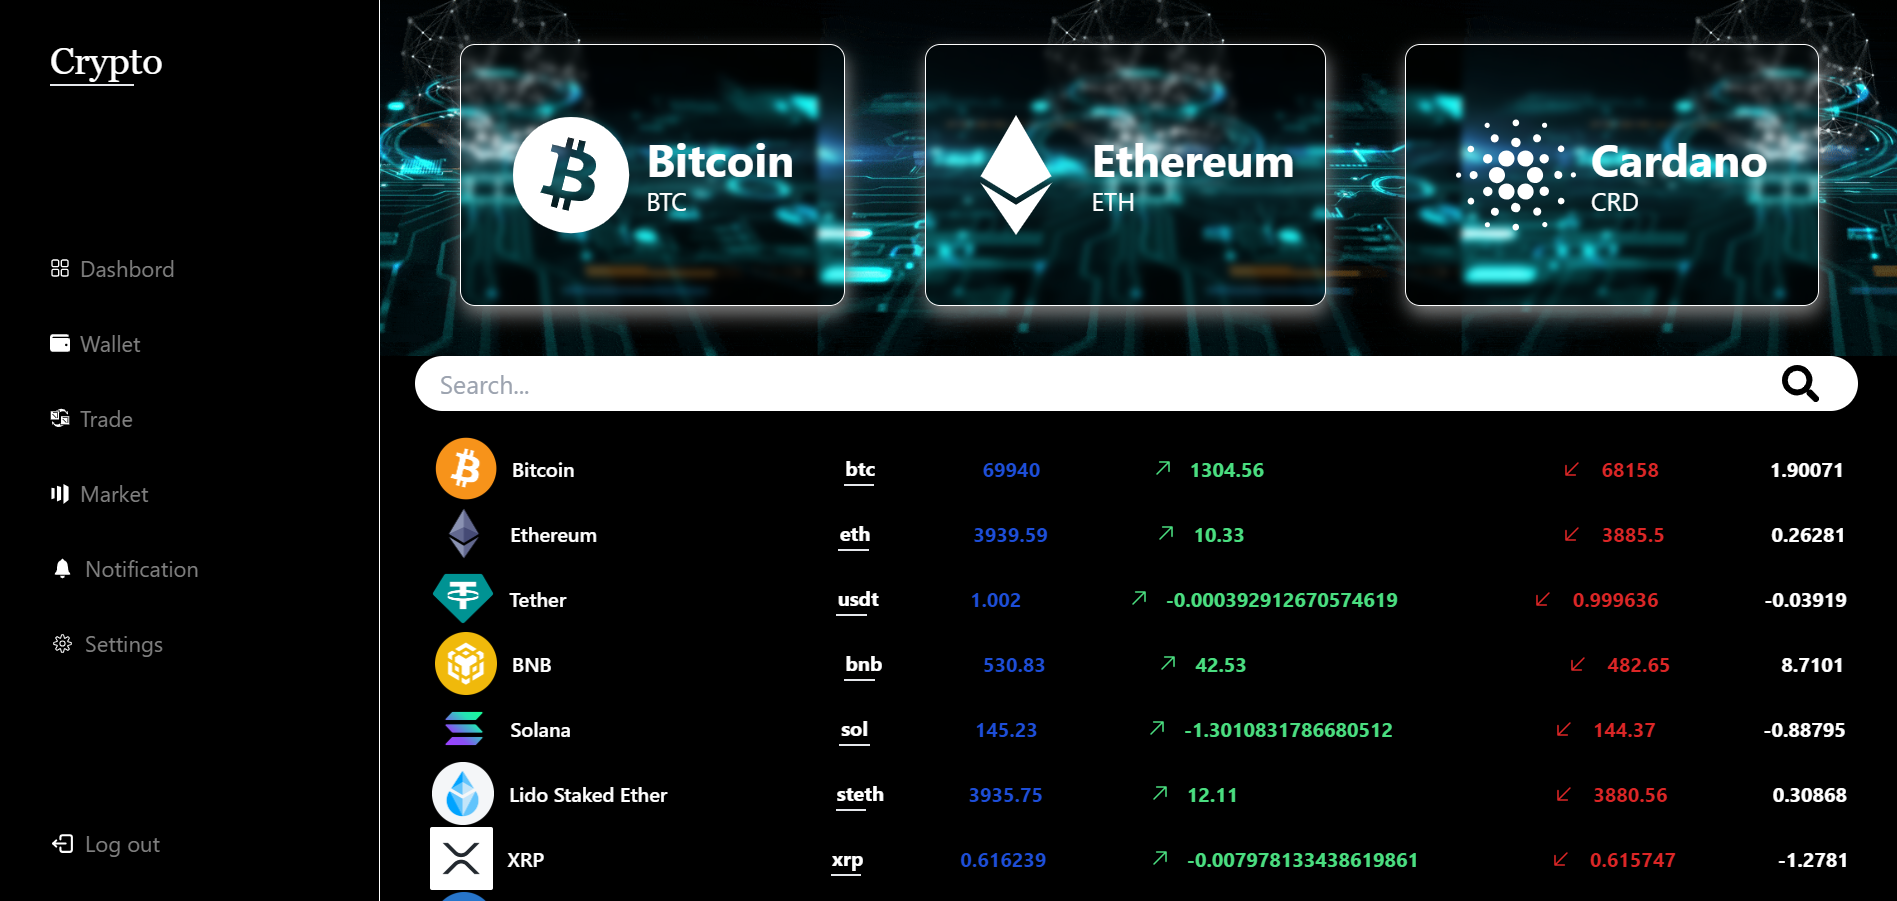 Crypto
Dashbord
Wallet
Trade
Market
Notification
Settings
Log out
Bitcoin
BTC
Ethereum
ETH
Cardano
CRD
Search...
Bitcoin btc 69940 1304.56 68158 1.90071
Ethereum eth 3939.59 10.33 3885.5 0.26281
Tether usdt 1.002 -0.000392912670574619 0.999636 -0.03919
BNB bnb 530.83 42.53 482.65 8.7101
Solana sol 145.23 -1.3010831786680512 144.37 -0.88795
Lido Staked Ether steth 3935.75 12.11 3880.56 0.30868
XRP xrp 0.616239 -0.007978133438619861 0.615747 -1.2781